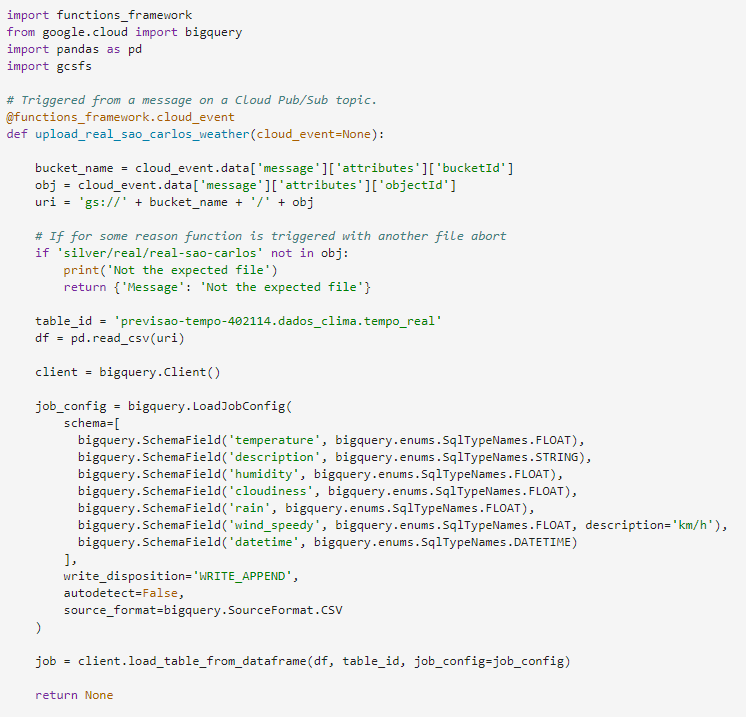 import functions_framework
from google.cloud import bigquery
import pandas as pd
import gcsfs

# Triggered from a message on a Cloud Pub/Sub topic.
@functions_framework.cloud_event
def upload_real_sao_carlos_weather(cloud_event=None):

    bucket_name = cloud_event.data['message']['attributes']['bucketId']
    obj = cloud_event.data['message']['attributes']['objectId']
    uri = 'gs://' + bucket_name + '/' + obj

    # If for some reason function is triggered with another file abort
    if 'silver/real/real-sao-carlos' not in obj:
        print('Not the expected file')
        return {'Message': 'Not the expected file'}

    table_id = 'previsao-tempo-402114.dados_clima.tempo_real'
    df = pd.read_csv(uri)

    client = bigquery.Client()

    job_config = bigquery.LoadJobConfig(
        schema=[
          bigquery.SchemaField('temperature', bigquery.enums.SqlTypeNames.FLOAT),
          bigquery.SchemaField('description', bigquery.enums.SqlTypeNames.STRING),
          bigquery.SchemaField('humidity', bigquery.enums.SqlTypeNames.FLOAT),
          bigquery.SchemaField('cloudiness', bigquery.enums.SqlTypeNames.FLOAT),
          bigquery.SchemaField('rain', bigquery.enums.SqlTypeNames.FLOAT),
          bigquery.SchemaField('wind_speedy', bigquery.enums.SqlTypeNames.FLOAT, description='km/h'),
          bigquery.SchemaField('datetime', bigquery.enums.SqlTypeNames.DATETIME)
        ],
        write_disposition='WRITE_APPEND',
        autodetect=False,
        source_format=bigquery.SourceFormat.CSV
    )

    job = client.load_table_from_dataframe(df, table_id, job_config=job_config)

    return None